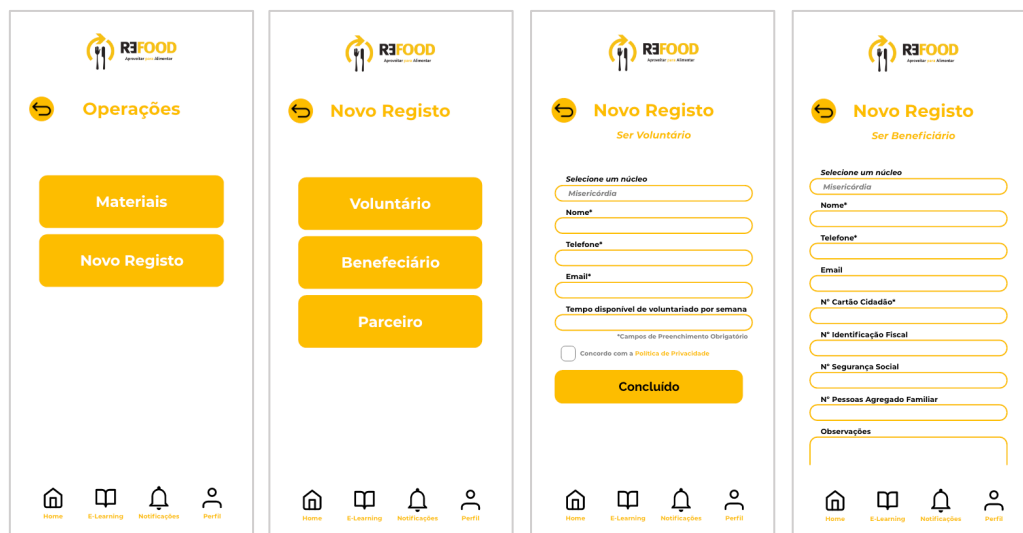 REFOOD
Aproveitar para Alimentar
Operações
Materiais
Novo Registo
Home
E-Learning
Notificações
Perfil
REFOOD
Aproveitar para Alimentar
Novo Registo
Voluntário
Benefeciário
Parceiro
Home
E-Learning
Notificações
Perfil
REFOOD
Aproveitar para Alimentar
Novo Registo
Ser Voluntário
Selecione um núcleo
Misericórdia
Nome*
Telefone*
Email*
Tempo disponível de voluntariado por semana
*Campos de Preenchimento Obrigatório
Concordo com a Política de Privacidade
Concluído
Home
E-Learning
Notificações
Perfil
REFOOD
Aproveitar para Alimentar
Novo Registo
Ser Beneficiário
Selecione um núcleo
Misericórdia
Nome*
Telefone*
Email
Nº Cartão Cidadão*
Nº Identificação Fiscal
Nº Segurança Social
Nº Pessoas Agregado Familiar
Observações
Home
E-Learning
Notificações
Perfil